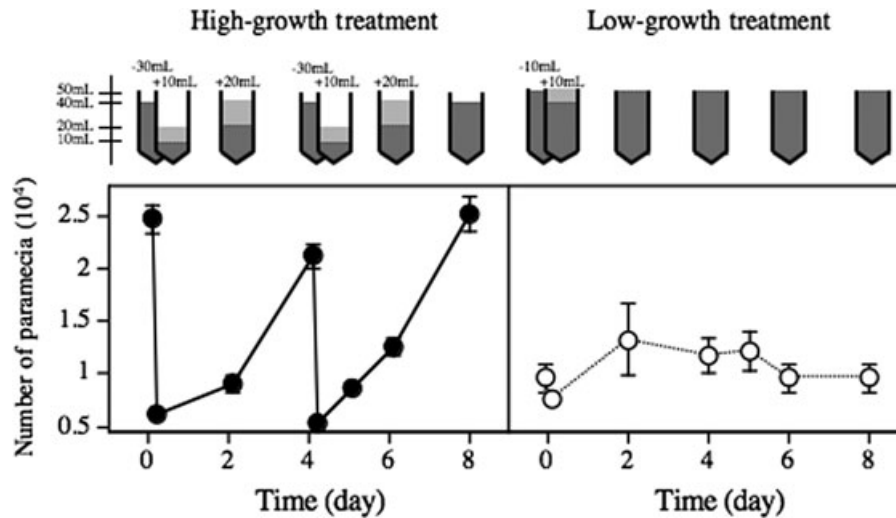 High-growth treatment
Low-growth treatment
-30mL
+10mL
+20mL
-30mL
+10mL
+20mL
-10mL
+10mL
50mL
40mL
20mL
10mL
Number of paramecia (10⁴)
2.5
2
1.5
1
0.5
0 2 4 6 8
0 2 4 6 8
Time (day)
Time (day)